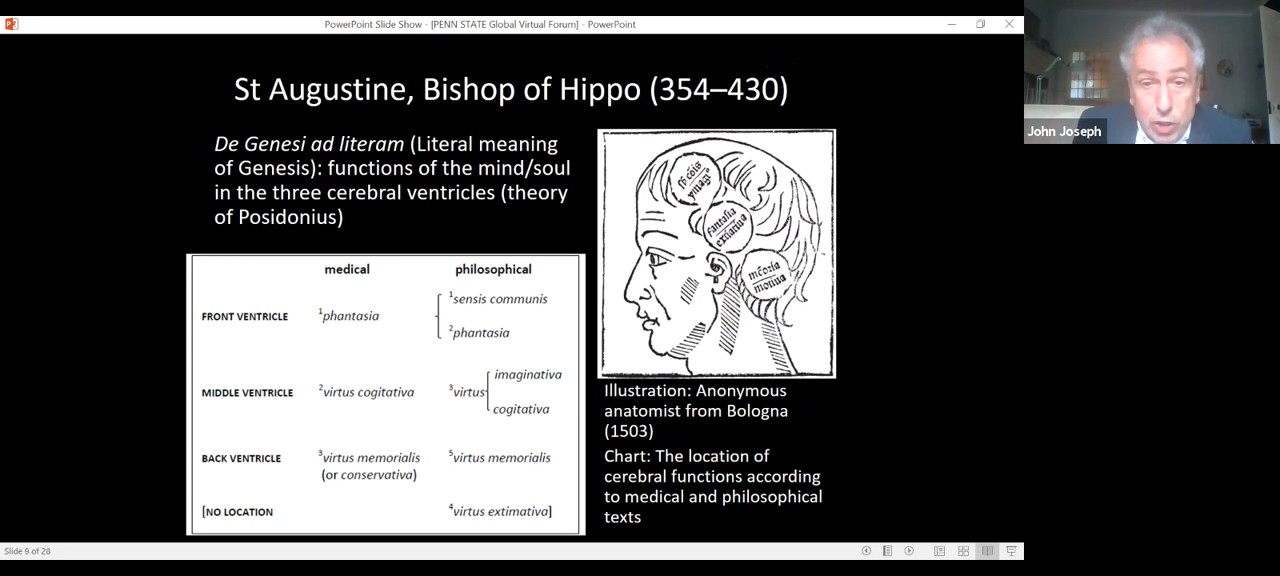 PowerPoint Slide Show - [PENN STATE Global Virtual Forum] - PowerPoint
St Augustine, Bishop of Hippo (354–430)
De Genesi ad literam (Literal meaning
of Genesis): functions of the mind/soul
in the three cerebral ventricles (theory
of Posidonius)
medical philosophical
FRONT VENTRICLE
1phantasia
1sensis communis
2phantasia
MIDDLE VENTRICLE
2virtus cogitativa
3virtus
imaginativa
cogitativa
BACK VENTRICLE
3virtus memorialis
(or conservativa)
5virtus memorialis
[NO LOCATION
4virtus extimativa]
fantasia
Illustration: Anonymous
anatomist from Bologna
(1503)
Chart: The location of
cerebral functions according
to medical and philosophical
texts
John Joseph
Slide 9 of 28